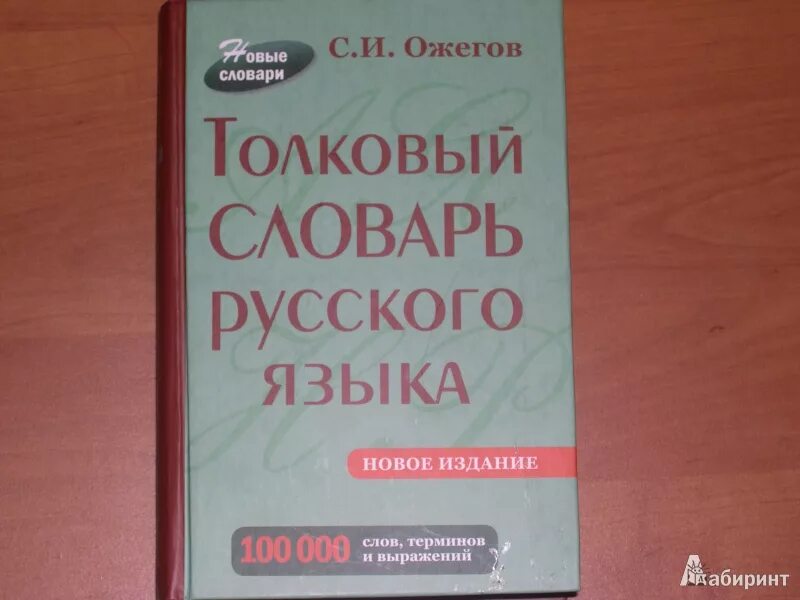 Новые
словари
С.И. Ожегов
Толковый
словарь
русского
языка
НОВОЕ ИЗДАНИЕ
100 000 слов, терминов
и выражений
Лабиринт